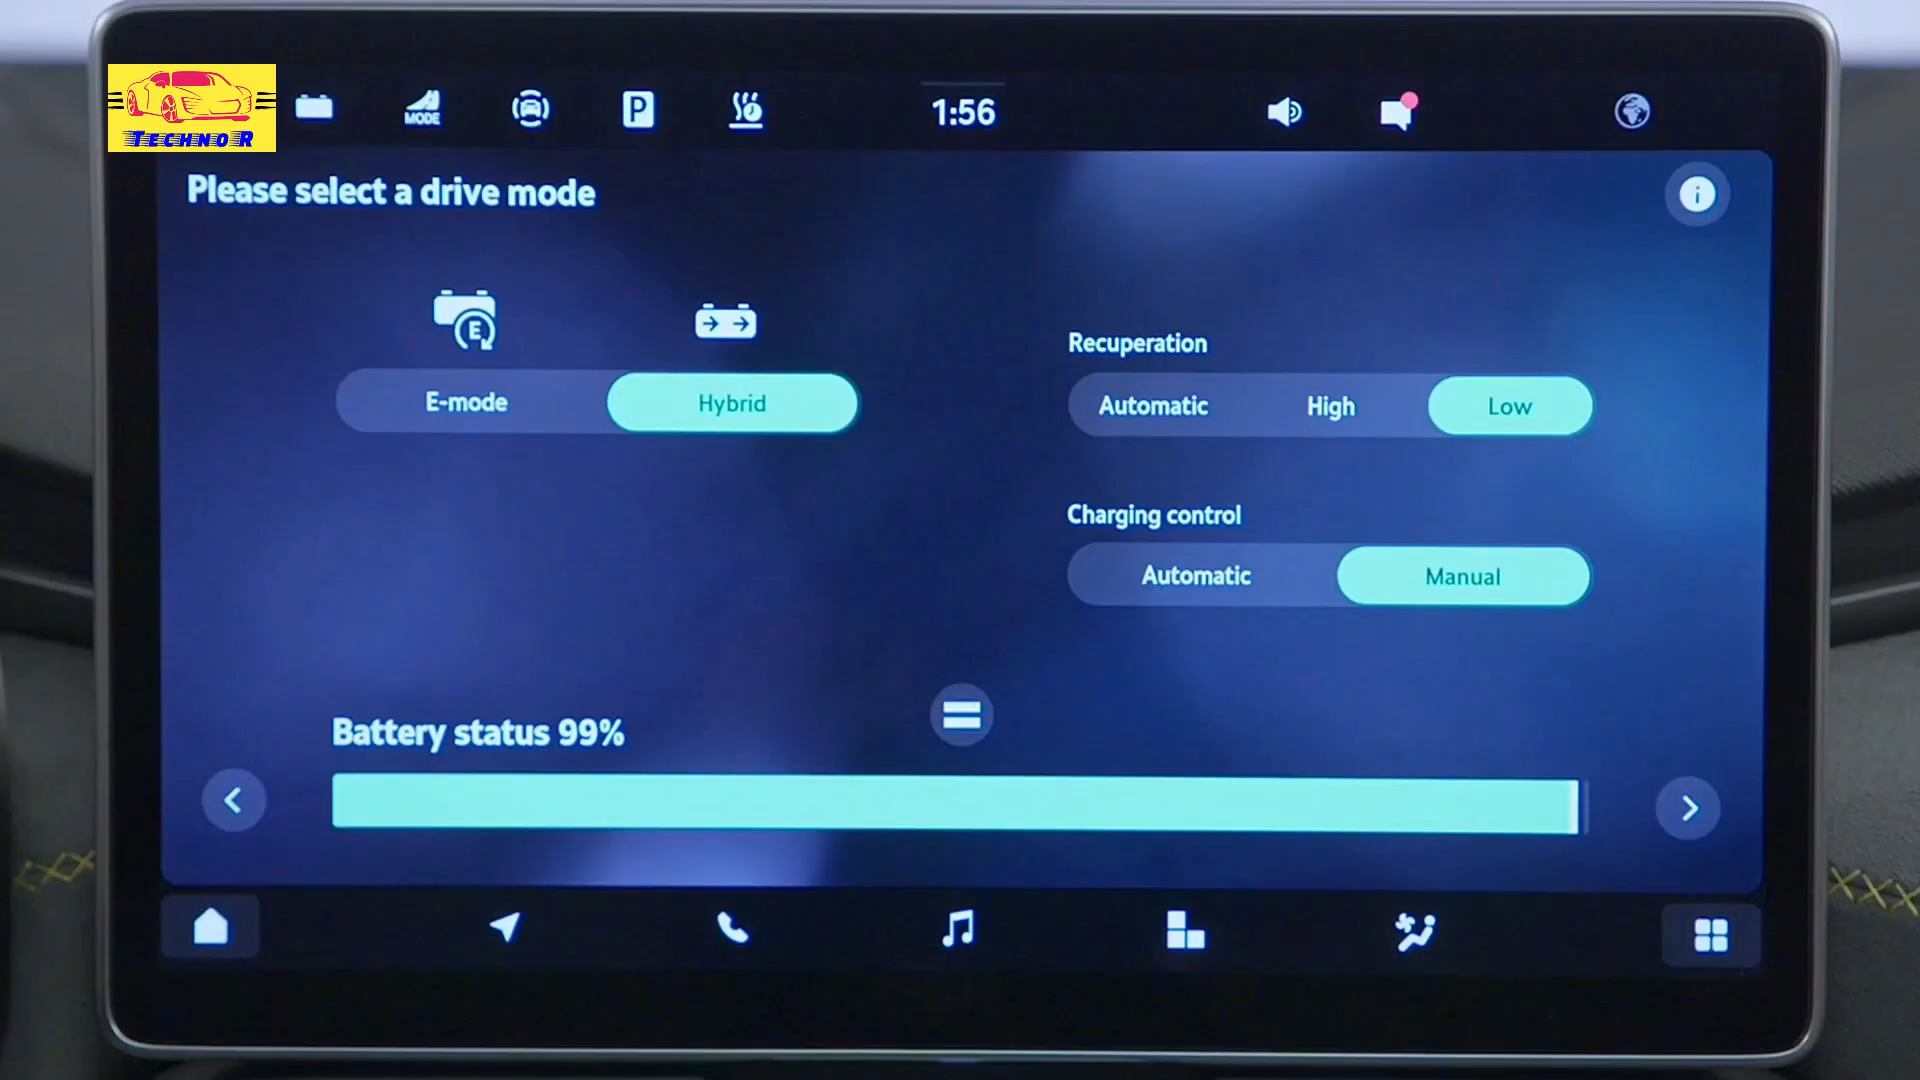 TECHNO R
MODE
P
1:56
Please select a drive mode
i
E
E-mode
Hybrid
Recuperation
Automatic
High
Low
Charging control
Automatic
Manual
Battery status 99%